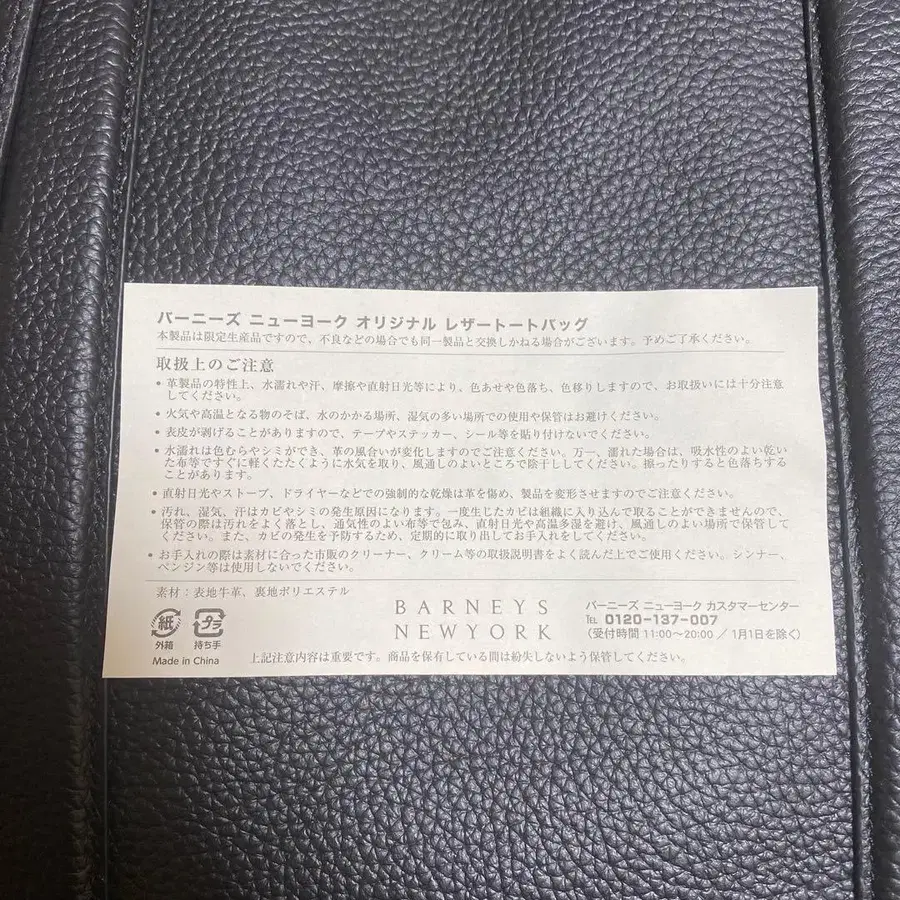 バーニーズ ニューヨーク オリジナル レザートートバッグ
本製品は限定生産品ですので、不良などの場合でも同一製品と交換しかねる場合がございます。予めご了承ください。
取扱上のご注意
• 革製品の特性上、水濡れや汗、摩擦や直射日光等により、色あせや色落ち、色移りしますので、お取扱いには十分注意
してください。
• 火気や高温となる物のそば、水のかかる場所、湿気の多い場所での使用や保管はお避けください。
• 表皮が剥げることがありますので、テープやステッカー、シール等を貼り付けないでください。
• 水濡れは色むらやシミができ、革の風合いが変化しますのでご注意ください。万一、濡れた場合は、吸水性のよい乾い
た布等ですぐに軽くたたくように水気を取り、風通しのよいところで陰干ししてください。擦ったりすると色落ちする
ことがあります。
• 直射日光やストーブ、ドライヤーなどでの強制的な乾燥は革を傷め、製品を変形させますのでご注意ください。
• 汚れ、湿気、汗はカビやシミの発生原因になります。一度生じたカビは組織に入り込んで取ることができませんので、
保管の際は汚れをよく落とし、通気性のよい布等で包み、直射日光や高温多湿を避け、風通しのよい場所で保管して
ください。また、カビの発生を予防するため、定期的に取り出してお手入れをしてください。
• お手入れの際は素材に合った市販のクリーナー、クリーム等の取扱説明書をよく読んだ上でご使用ください。シンナー、
ベンジン等は使用しないでください。
素材：表地牛革、裏地ポリエステル
紙 プラ
外箱 持ち手
Made in China
BARNEYS
NEWYORK
バーニーズ ニューヨーク カスタマーセンター
TEL 0120-137-007
（受付時間 11:00〜20:00 ／ 1月1日を除く）
上記注意内容は重要です。商品を保有している間は紛失しないよう保管してください。